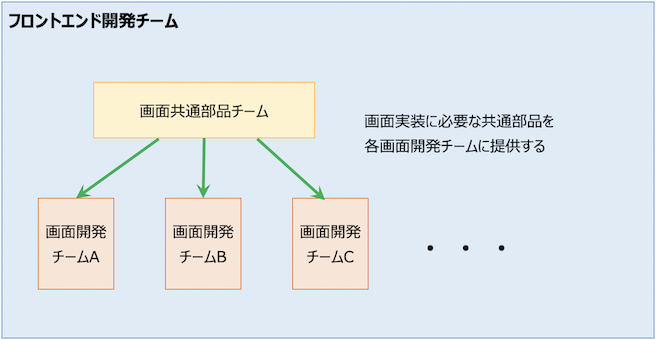 フロントエンド開発チーム
画面共通部品チーム
画面実装に必要な共通部品を
各画面開発チームに提供する
画面開発
チームA
画面開発
チームB
画面開発
チームC
・・・